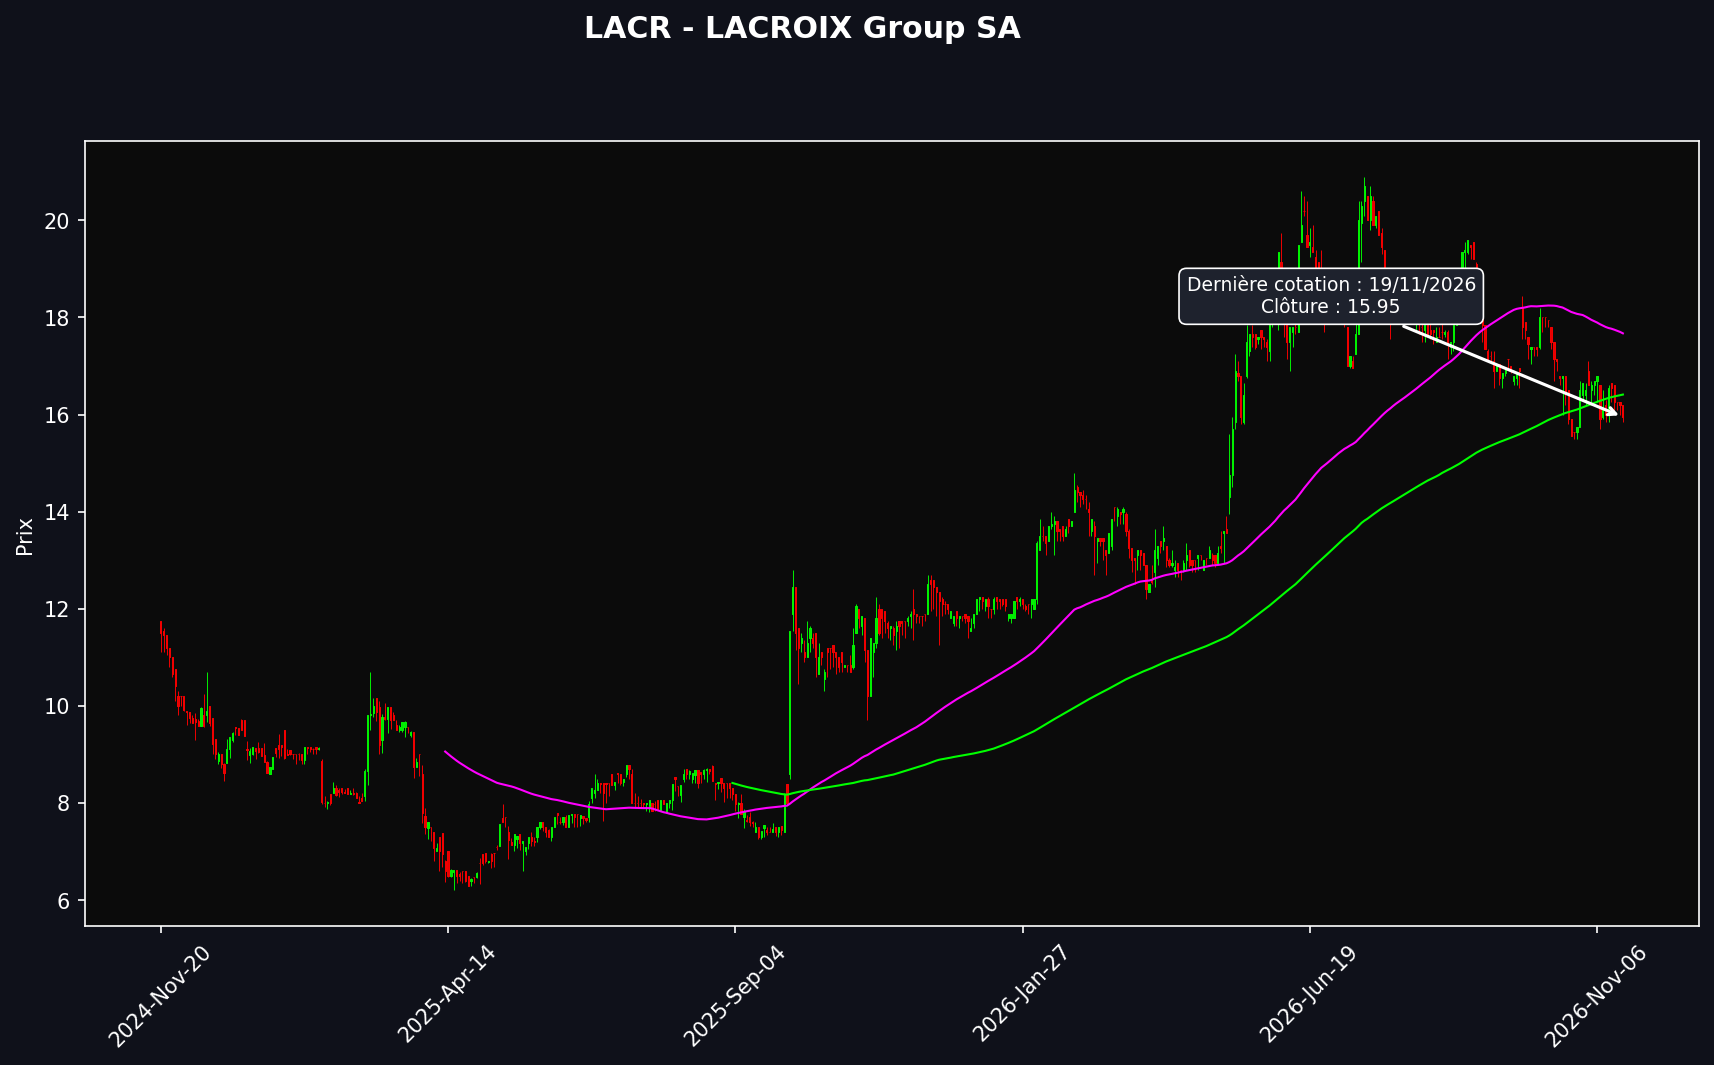 LACR - LACROIX Group SA
Dernière cotation : 19/11/2026
Clôture : 15.95
Prix
20
18
16
14
12
10
8
6
2024-Nov-20
2025-Apr-14
2025-Sep-04
2026-Jan-27
2026-Jun-19
2026-Nov-06